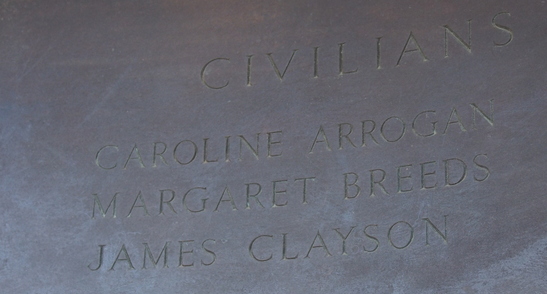 CIVILIANS
CAROLINE ARROGAN
MARGARET BREEDS
JAMES CLAYSON